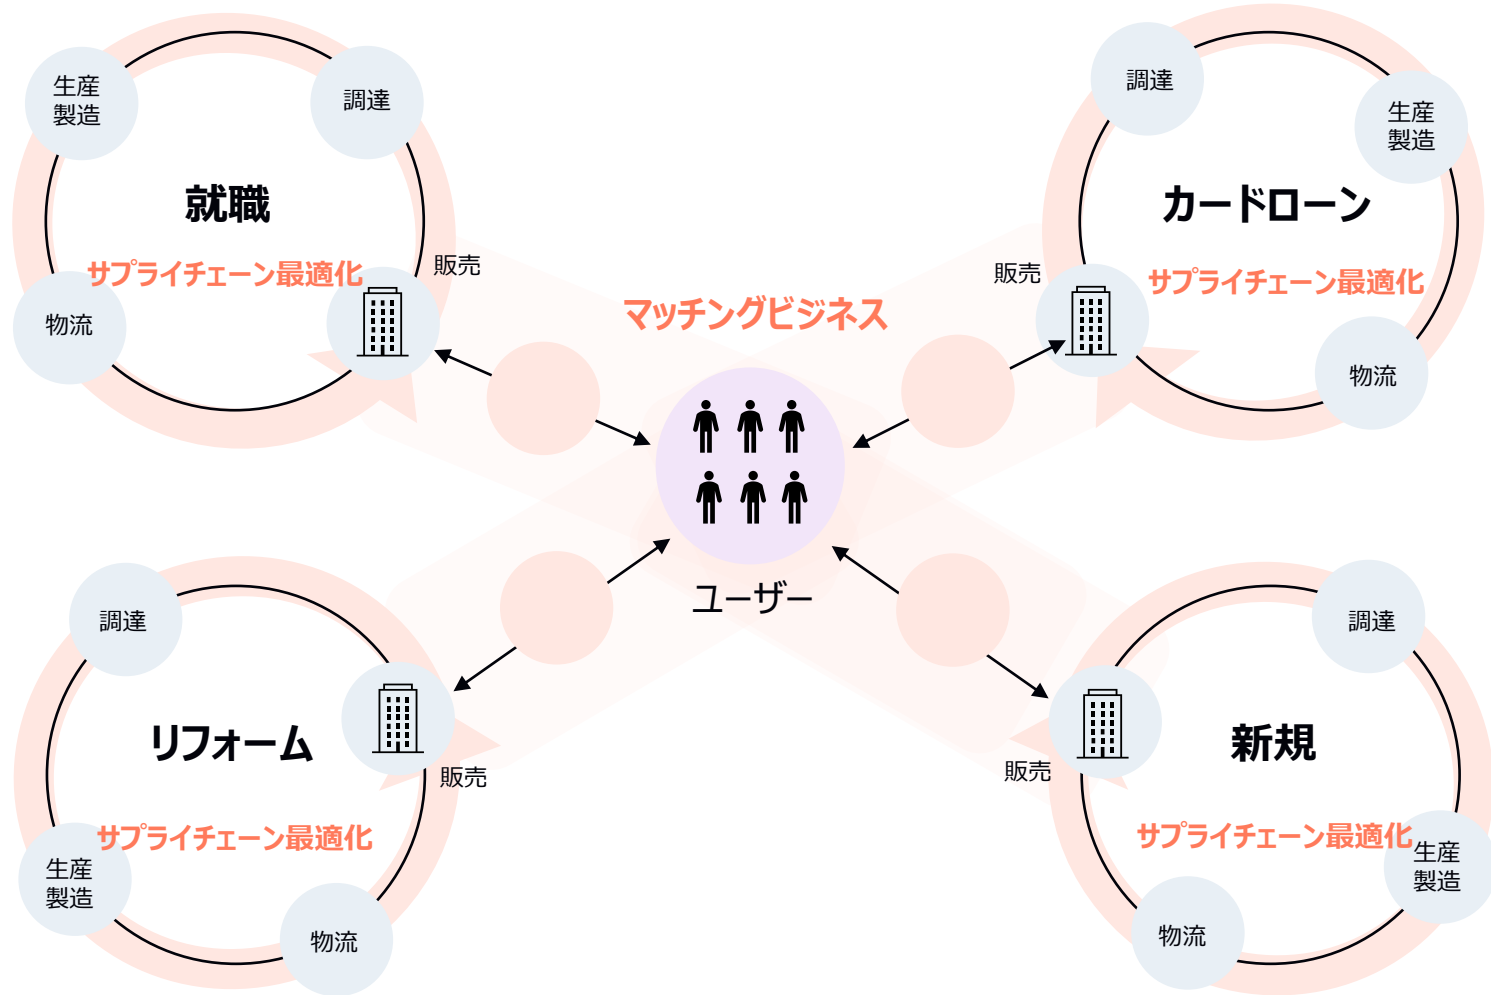 生産
製造
調達
就職
サプライチェーン最適化
物流
販売
調達
生産
製造
カードローン
販売
サプライチェーン最適化
物流
マッチングビジネス
ユーザー
調達
リフォーム
販売
サプライチェーン最適化
生産
製造
物流
調達
新規
販売
サプライチェーン最適化
生産
製造
物流